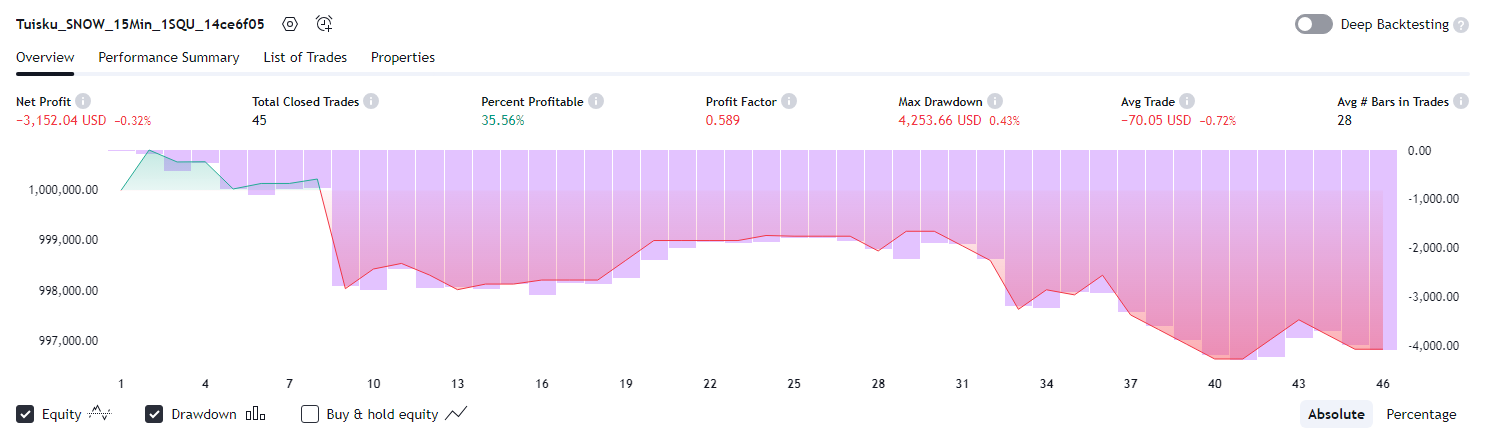 Tuisku_SNOW_15Min_1SQU_14ce6f05
Deep Backtesting ?
Overview Performance Summary List of Trades Properties
Net Profit i Total Closed Trades i Percent Profitable i Profit Factor i Max Drawdown i Avg Trade i Avg # Bars in Trades i
−3,152.04 USD −0.32% 45 35.56% 0.589 4,253.66 USD 0.43% −70.05 USD −0.72% 28
0.00
1,000,000.00
-1,000.00
999,000.00
-2,000.00
998,000.00
-3,000.00
997,000.00
-4,000.00
1 4 7 10 13 16 19 22 25 28 31 34 37 40 43 46
Equity Drawdown Buy & hold equity Absolute Percentage